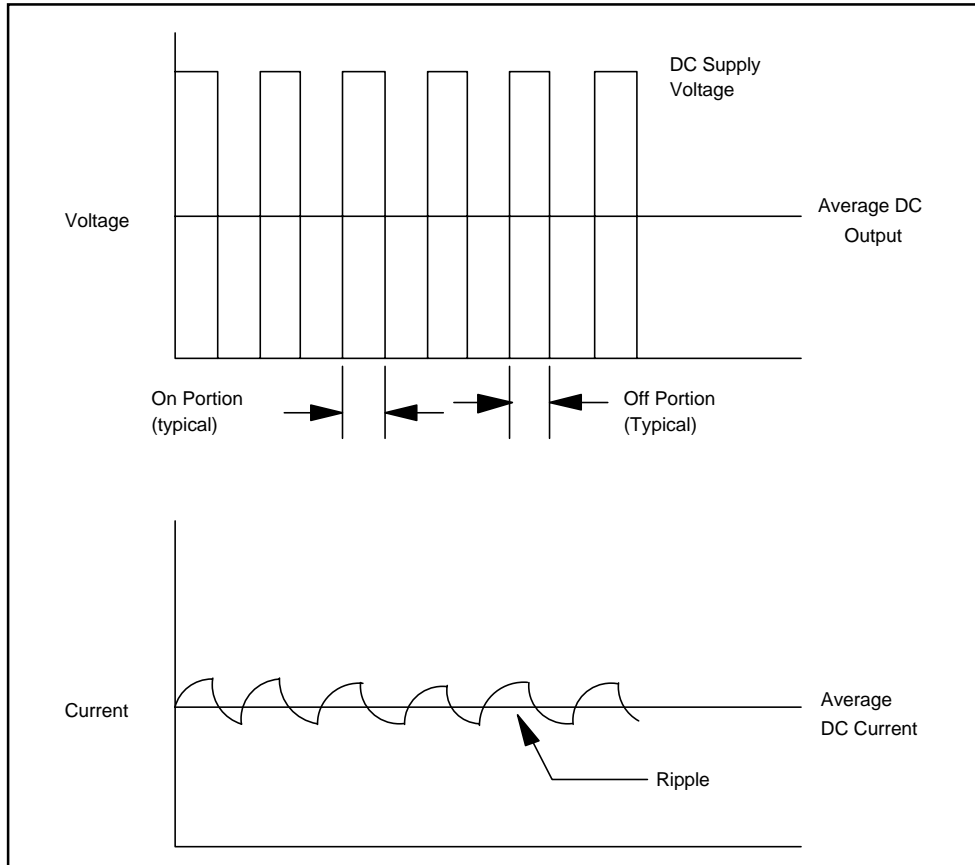 DC Supply
Voltage
Voltage
Average DC
Output
On Portion
(typical)
Off Portion
(Typical)
Current
Average
DC Current
Ripple